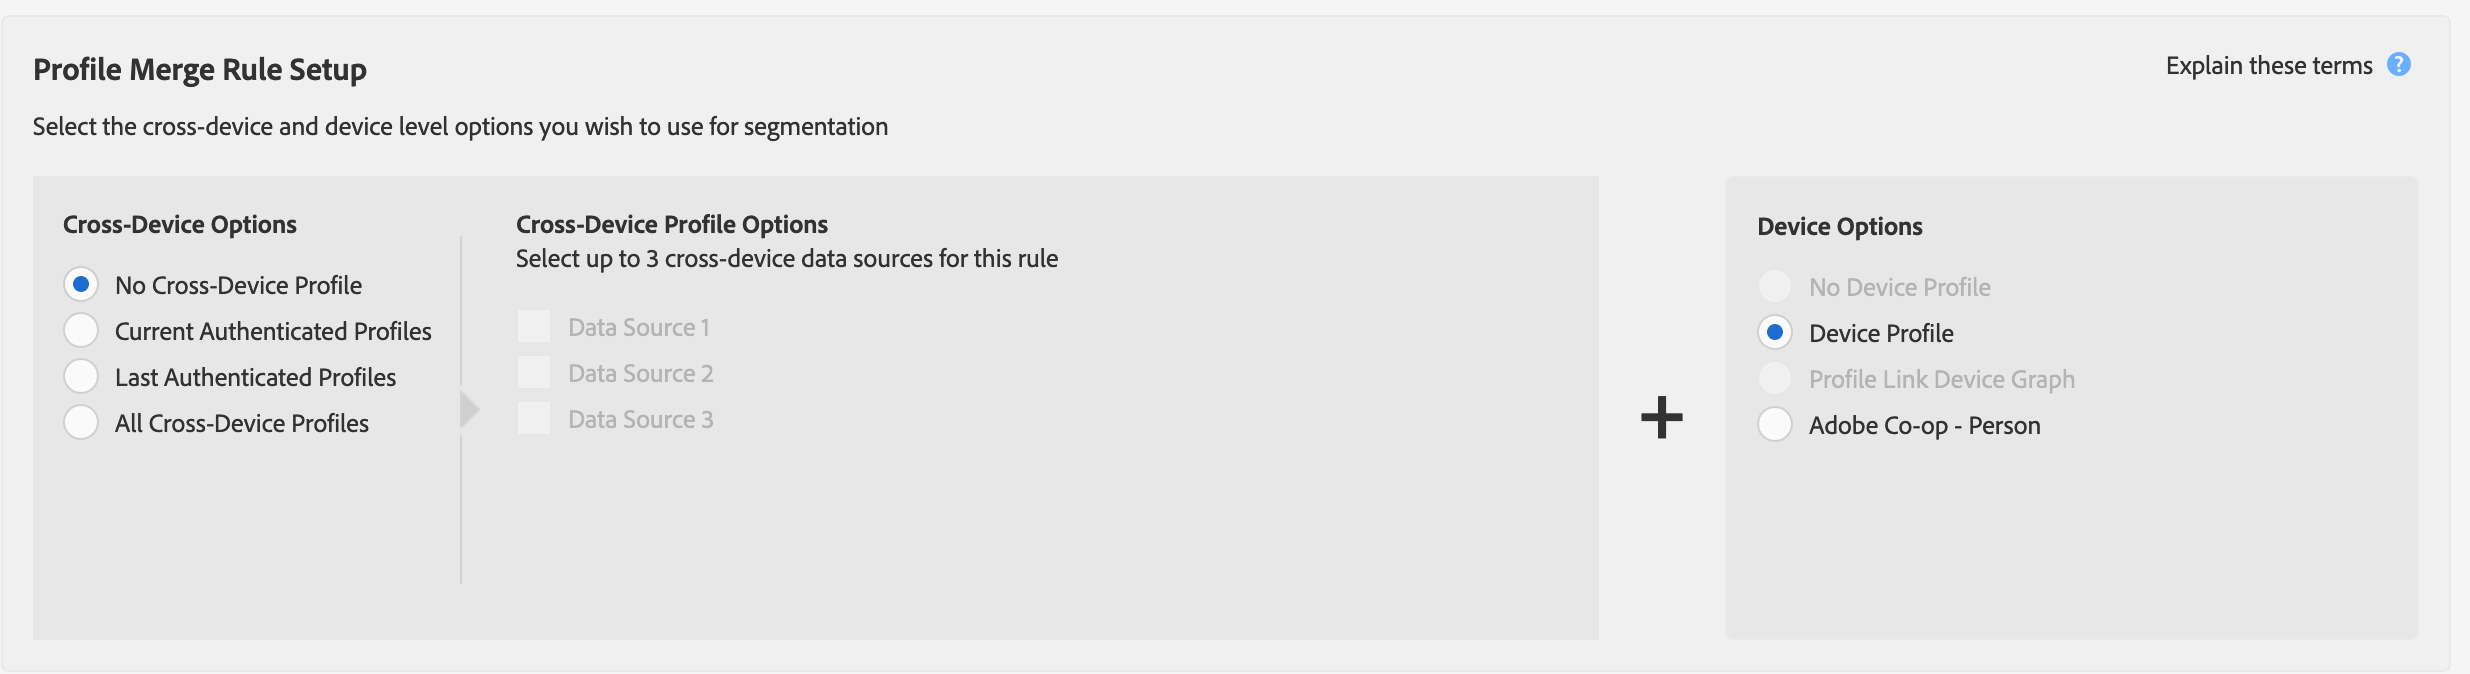 Profile Merge Rule Setup
Explain these terms ?
Select the cross-device and device level options you wish to use for segmentation
Cross-Device Options
No Cross-Device Profile
Current Authenticated Profiles
Last Authenticated Profiles
All Cross-Device Profiles
Cross-Device Profile Options
Select up to 3 cross-device data sources for this rule
Data Source 1
Data Source 2
Data Source 3
+
Device Options
No Device Profile
Device Profile
Profile Link Device Graph
Adobe Co-op - Person